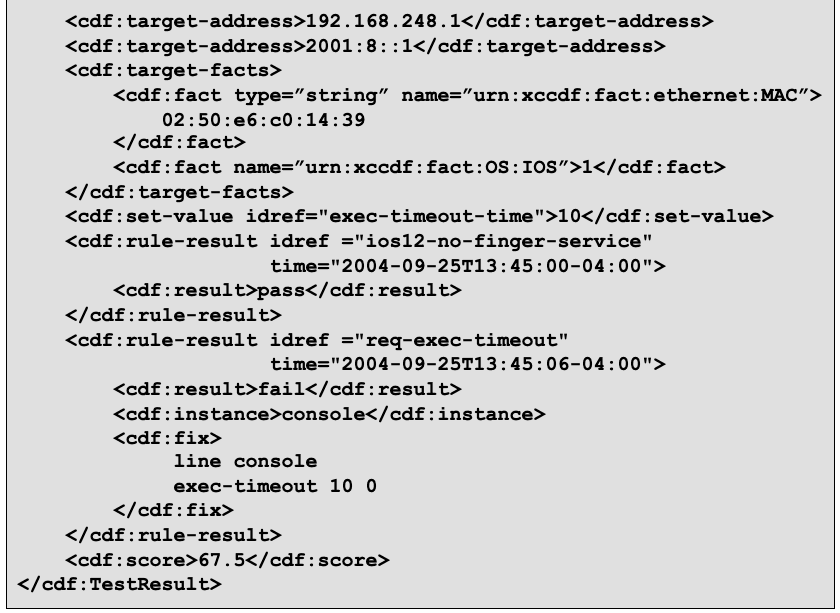 <cdf:target-address>192.168.248.1</cdf:target-address>
<cdf:target-address>2001:8::1</cdf:target-address>
<cdf:target-facts>
<cdf:fact type=”string” name=”urn:xccdf:fact:ethernet:MAC”>
02:50:e6:c0:14:39
</cdf:fact>
<cdf:fact name=”urn:xccdf:fact:OS:IOS”>1</cdf:fact>
</cdf:target-facts>
<cdf:set-value idref="exec-timeout-time">10</cdf:set-value>
<cdf:rule-result idref ="ios12-no-finger-service"
time="2004-09-25T13:45:00-04:00">
<cdf:result>pass</cdf:result>
</cdf:rule-result>
<cdf:rule-result idref ="req-exec-timeout"
time="2004-09-25T13:45:06-04:00">
<cdf:result>fail</cdf:result>
<cdf:instance>console</cdf:instance>
<cdf:fix>
line console
exec-timeout 10 0
</cdf:fix>
</cdf:rule-result>
<cdf:score>67.5</cdf:score>
</cdf:TestResult>